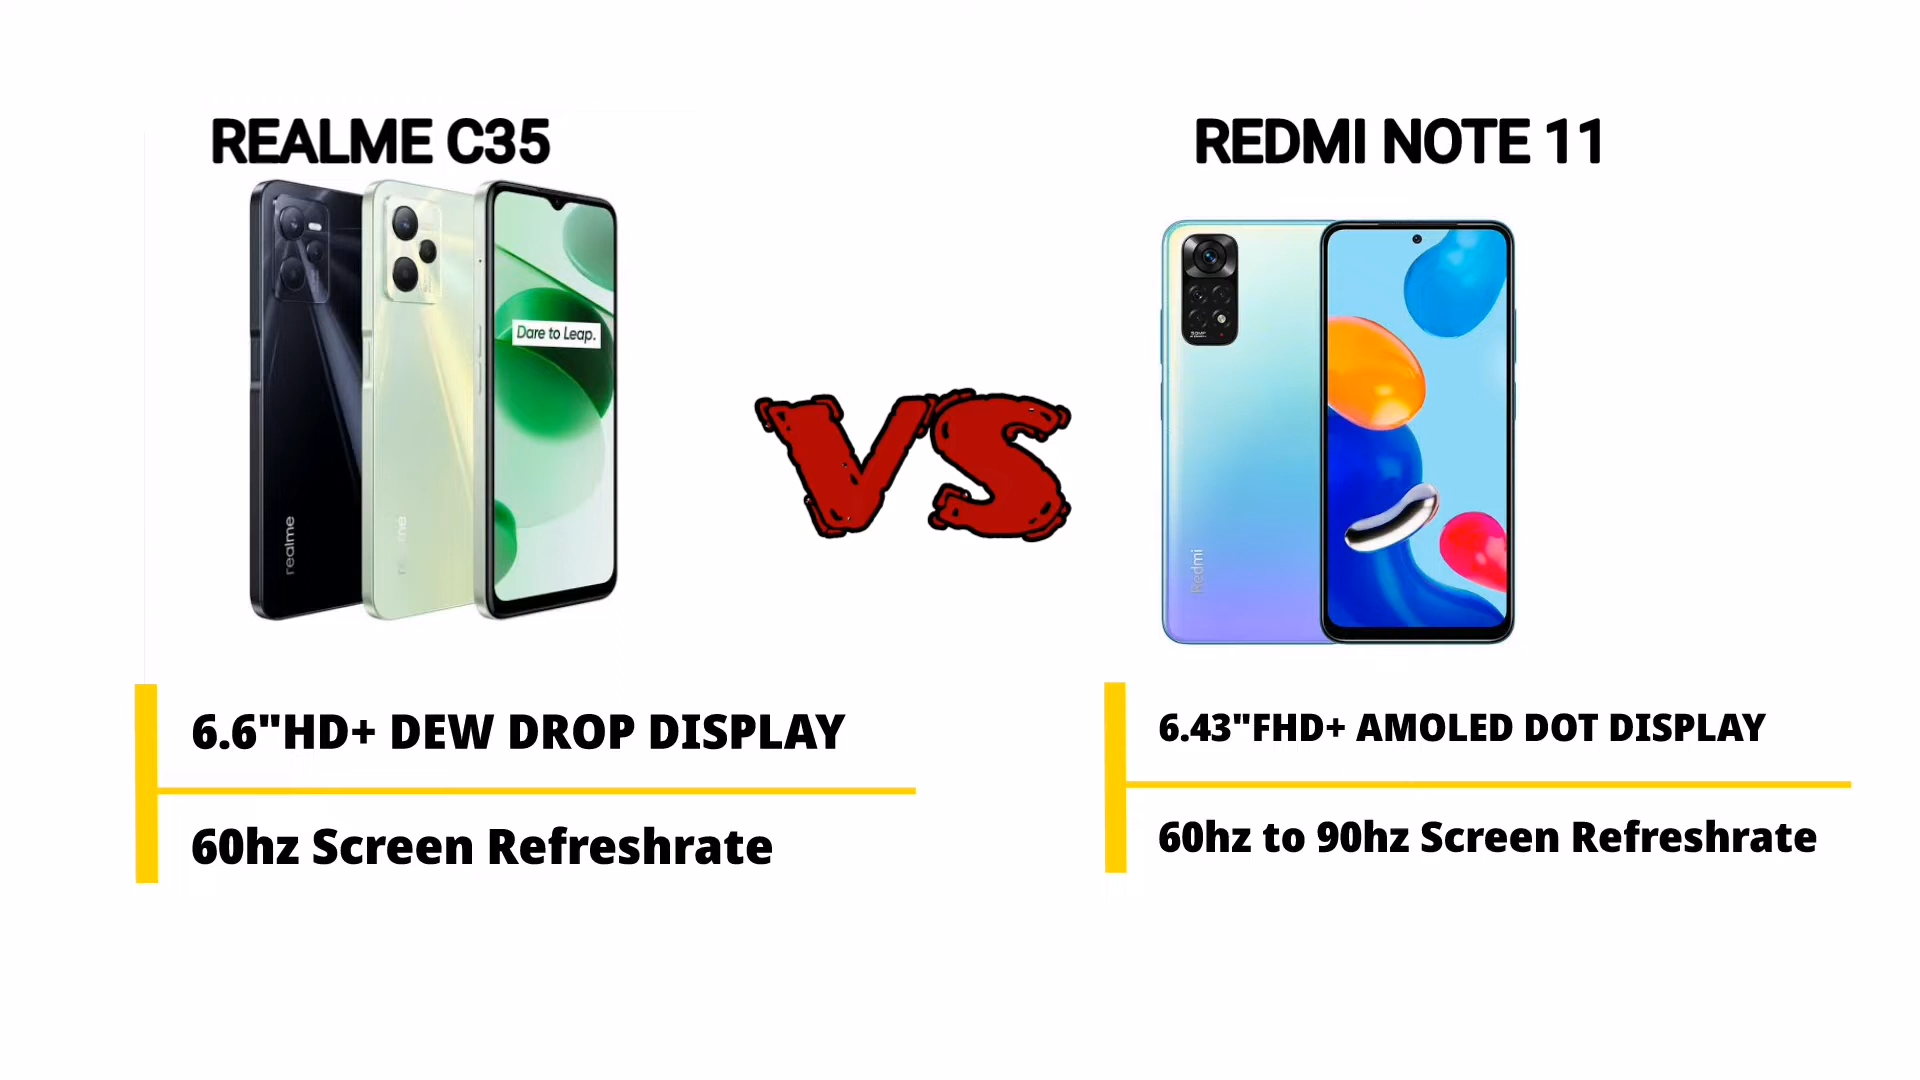 REALME C35
REDMI NOTE 11
Dare to Leap.
realme
VS
Redmi
6.6"HD+ DEW DROP DISPLAY
60hz Screen Refreshrate
6.43"FHD+ AMOLED DOT DISPLAY
60hz to 90hz Screen Refreshrate